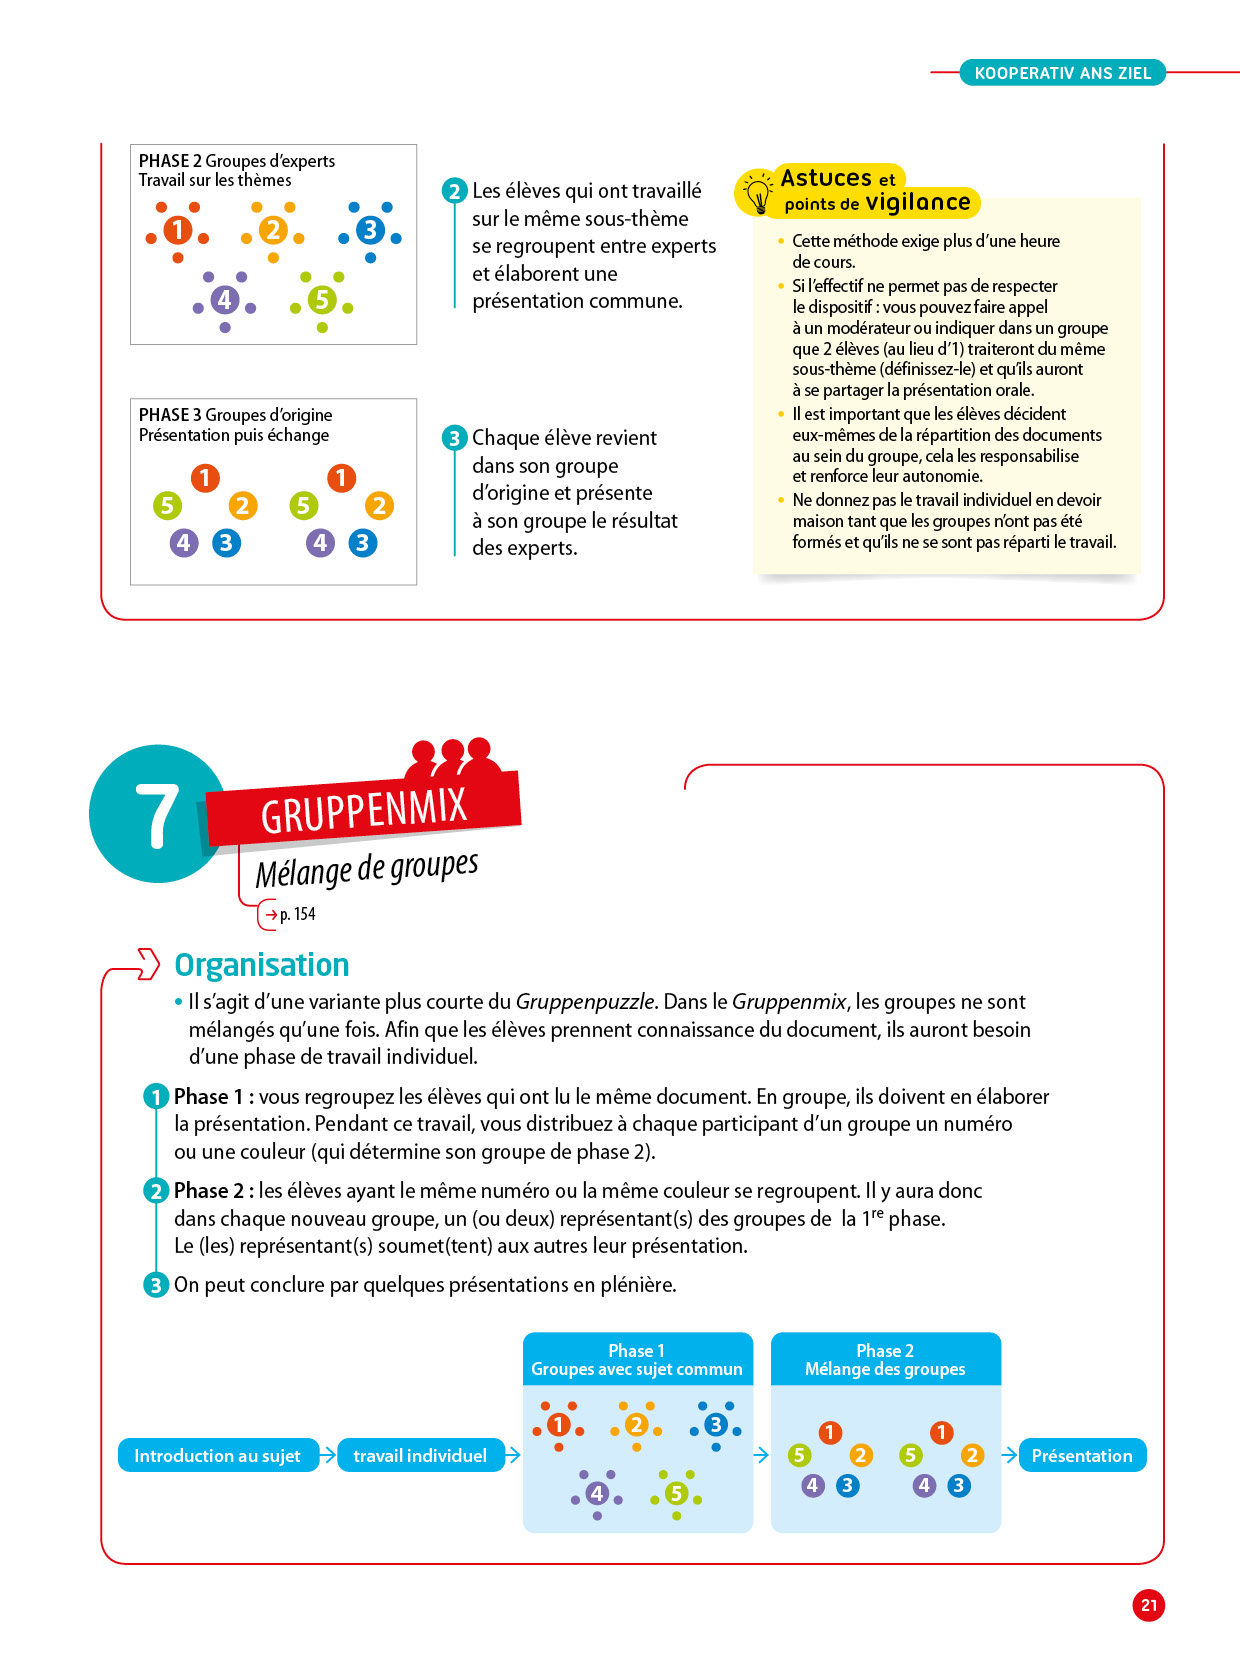 KOOPERATIV ANS ZIEL
PHASE 2 Groupes d’experts
Travail sur les thèmes
1
2
3
4
5
2 Les élèves qui ont travaillé
sur le même sous-thème
se regroupent entre experts
et élaborent une
présentation commune.
PHASE 3 Groupes d’origine
Présentation puis échange
1
5 2
4 3
1
5 2
4 3
3 Chaque élève revient
dans son groupe
d’origine et présente
à son groupe le résultat
des experts.
Astuces et
points de vigilance
• Cette méthode exige plus d’une heure
de cours.
• Si l’effectif ne permet pas de respecter
le dispositif : vous pouvez faire appel
à un modérateur ou indiquer dans un groupe
que 2 élèves (au lieu d’1) traiteront du même
sous-thème (définissez-le) et qu’ils auront
à se partager la présentation orale.
• Il est important que les élèves décident
eux-mêmes de la répartition des documents
au sein du groupe, cela les responsabilise
et renforce leur autonomie.
• Ne donnez pas le travail individuel en devoir
maison tant que les groupes n’ont pas été
formés et qu’ils ne se sont pas réparti le travail.
7
GRUPPENMIX
Mélange de groupes
→ p. 154
Organisation
• Il s’agit d’une variante plus courte du Gruppenpuzzle. Dans le Gruppenmix, les groupes ne sont
mélangés qu’une fois. Afin que les élèves prennent connaissance du document, ils auront besoin
d’une phase de travail individuel.
1 Phase 1 : vous regroupez les élèves qui ont lu le même document. En groupe, ils doivent en élaborer
la présentation. Pendant ce travail, vous distribuez à chaque participant d’un groupe un numéro
ou une couleur (qui détermine son groupe de phase 2).
2 Phase 2 : les élèves ayant le même numéro ou la même couleur se regroupent. Il y aura donc
dans chaque nouveau groupe, un (ou deux) représentant(s) des groupes de la 1re phase.
Le (les) représentant(s) soumet(tent) aux autres leur présentation.
3 On peut conclure par quelques présentations en plénière.
Introduction au sujet
travail individuel
Phase 1
Groupes avec sujet commun
1
2
3
4
5
Phase 2
Mélange des groupes
1
5 2
4 3
1
5 2
4 3
Présentation
21